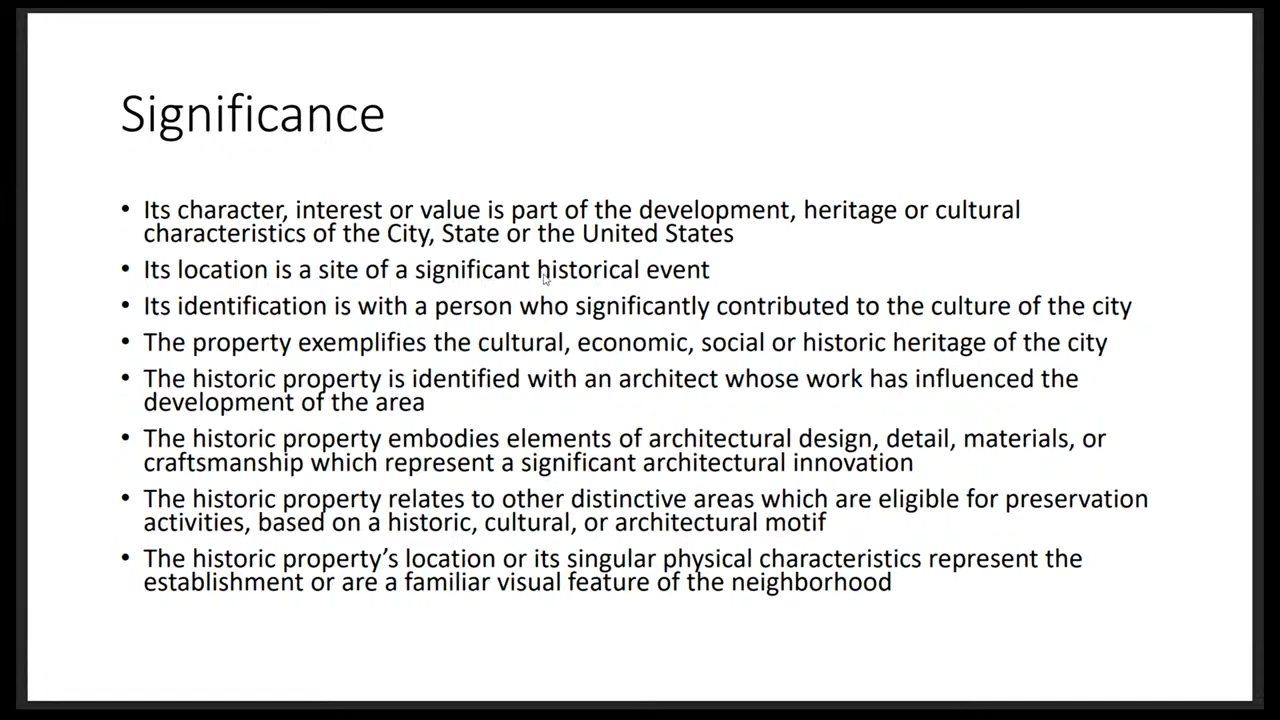 Significance
• Its character, interest or value is part of the development, heritage or cultural
characteristics of the City, State or the United States
• Its location is a site of a significant historical event
• Its identification is with a person who significantly contributed to the culture of the city
• The property exemplifies the cultural, economic, social or historic heritage of the city
• The historic property is identified with an architect whose work has influenced the
development of the area
• The historic property embodies elements of architectural design, detail, materials, or
craftsmanship which represent a significant architectural innovation
• The historic property relates to other distinctive areas which are eligible for preservation
activities, based on a historic, cultural, or architectural motif
• The historic property’s location or its singular physical characteristics represent the
establishment or are a familiar visual feature of the neighborhood